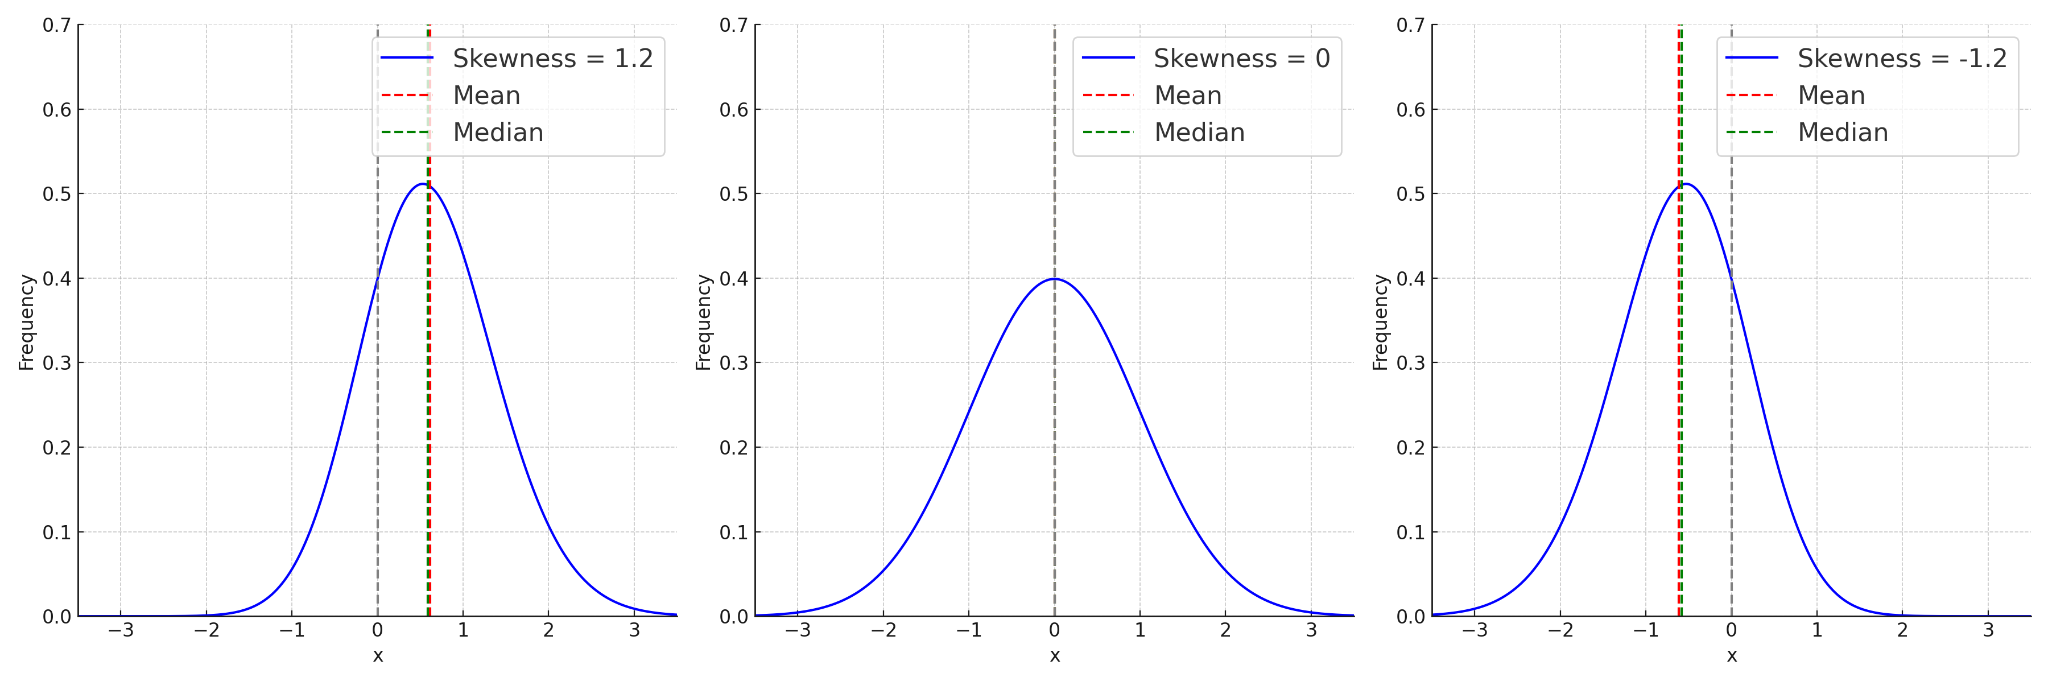 Skewness = 1.2
Mean
Median
0.7
0.6
0.5
0.4
0.3
0.2
0.1
0.0
Frequency
−3 −2 −1 0 1 2 3
x
Skewness = 0
Mean
Median
0.7
0.6
0.5
0.4
0.3
0.2
0.1
0.0
Frequency
−3 −2 −1 0 1 2 3
x
Skewness = -1.2
Mean
Median
0.7
0.6
0.5
0.4
0.3
0.2
0.1
0.0
Frequency
−3 −2 −1 0 1 2 3
x